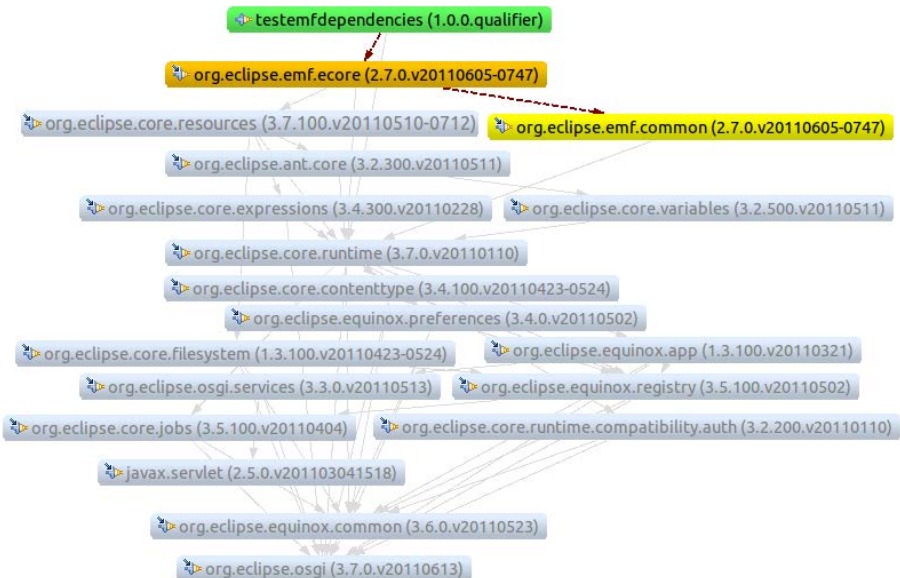 testemfdependencies (1.0.0.qualifier)
org.eclipse.emf.ecore (2.7.0.v20110605-0747)
org.eclipse.core.resources (3.7.100.v20110510-0712)
org.eclipse.emf.common (2.7.0.v20110605-0747)
org.eclipse.ant.core (3.2.300.v20110511)
org.eclipse.core.expressions (3.4.300.v20110228)
org.eclipse.core.variables (3.2.500.v20110511)
org.eclipse.core.runtime (3.7.0.v20110110)
org.eclipse.core.contenttype (3.4.100.v20110423-0524)
org.eclipse.equinox.preferences (3.4.0.v20110502)
org.eclipse.core.filesystem (1.3.100.v20110423-0524)
org.eclipse.equinox.app (1.3.100.v20110321)
org.eclipse.osgi.services (3.3.0.v20110513)
org.eclipse.equinox.registry (3.5.100.v20110502)
org.eclipse.core.jobs (3.5.100.v20110404)
org.eclipse.core.runtime.compatibility.auth (3.2.200.v20110110)
javax.servlet (2.5.0.v201103041518)
org.eclipse.equinox.common (3.6.0.v20110523)
org.eclipse.osgi (3.7.0.v20110613)